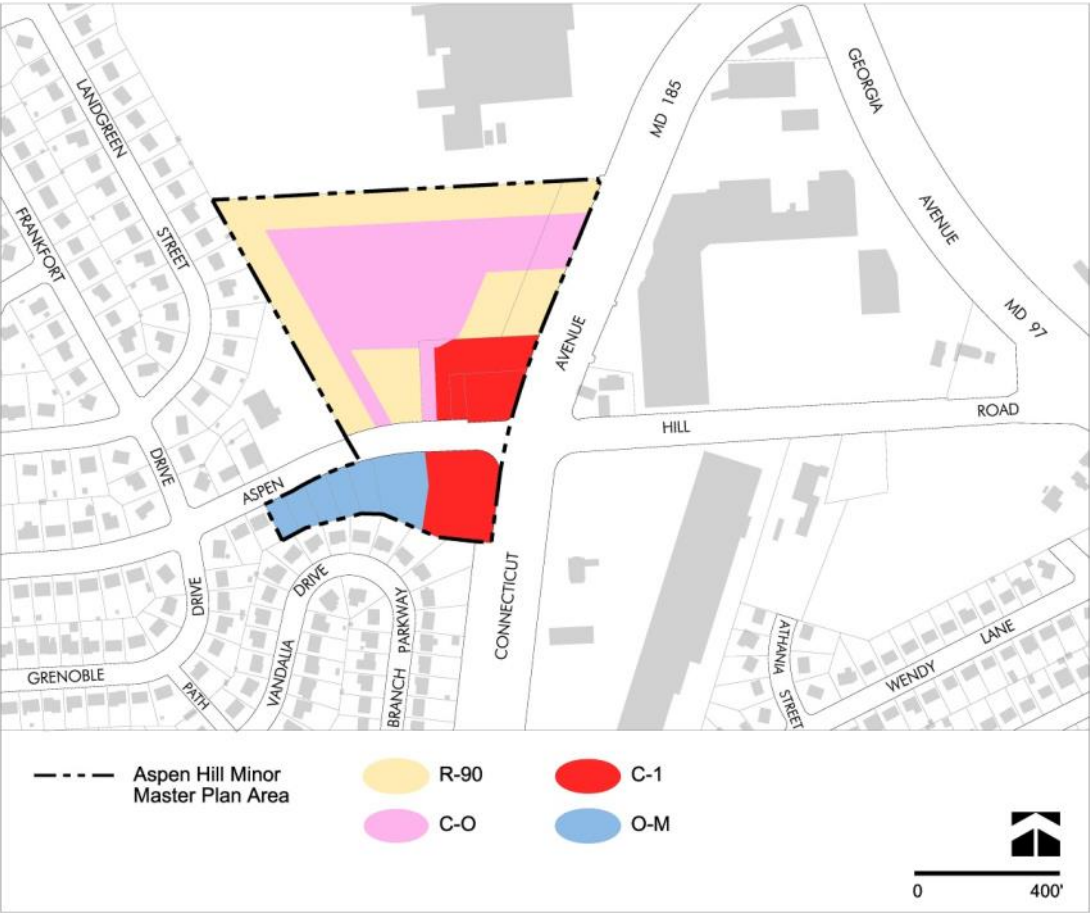 LANDGREEN
STREET
FRANKFORT
DRIVE
MD 185
GEORGIA
AVENUE
MD 97
AVENUE
HILL
ROAD
ASPEN
DRIVE
DRIVE
PARKWAY
BRANCH
VANDALIA
GRENOBLE
PATH
CONNECTICUT
ATHANIA
STREET
WENDY
LANE
Aspen Hill Minor
Master Plan Area
R-90
C-1
C-O
O-M
0
400'